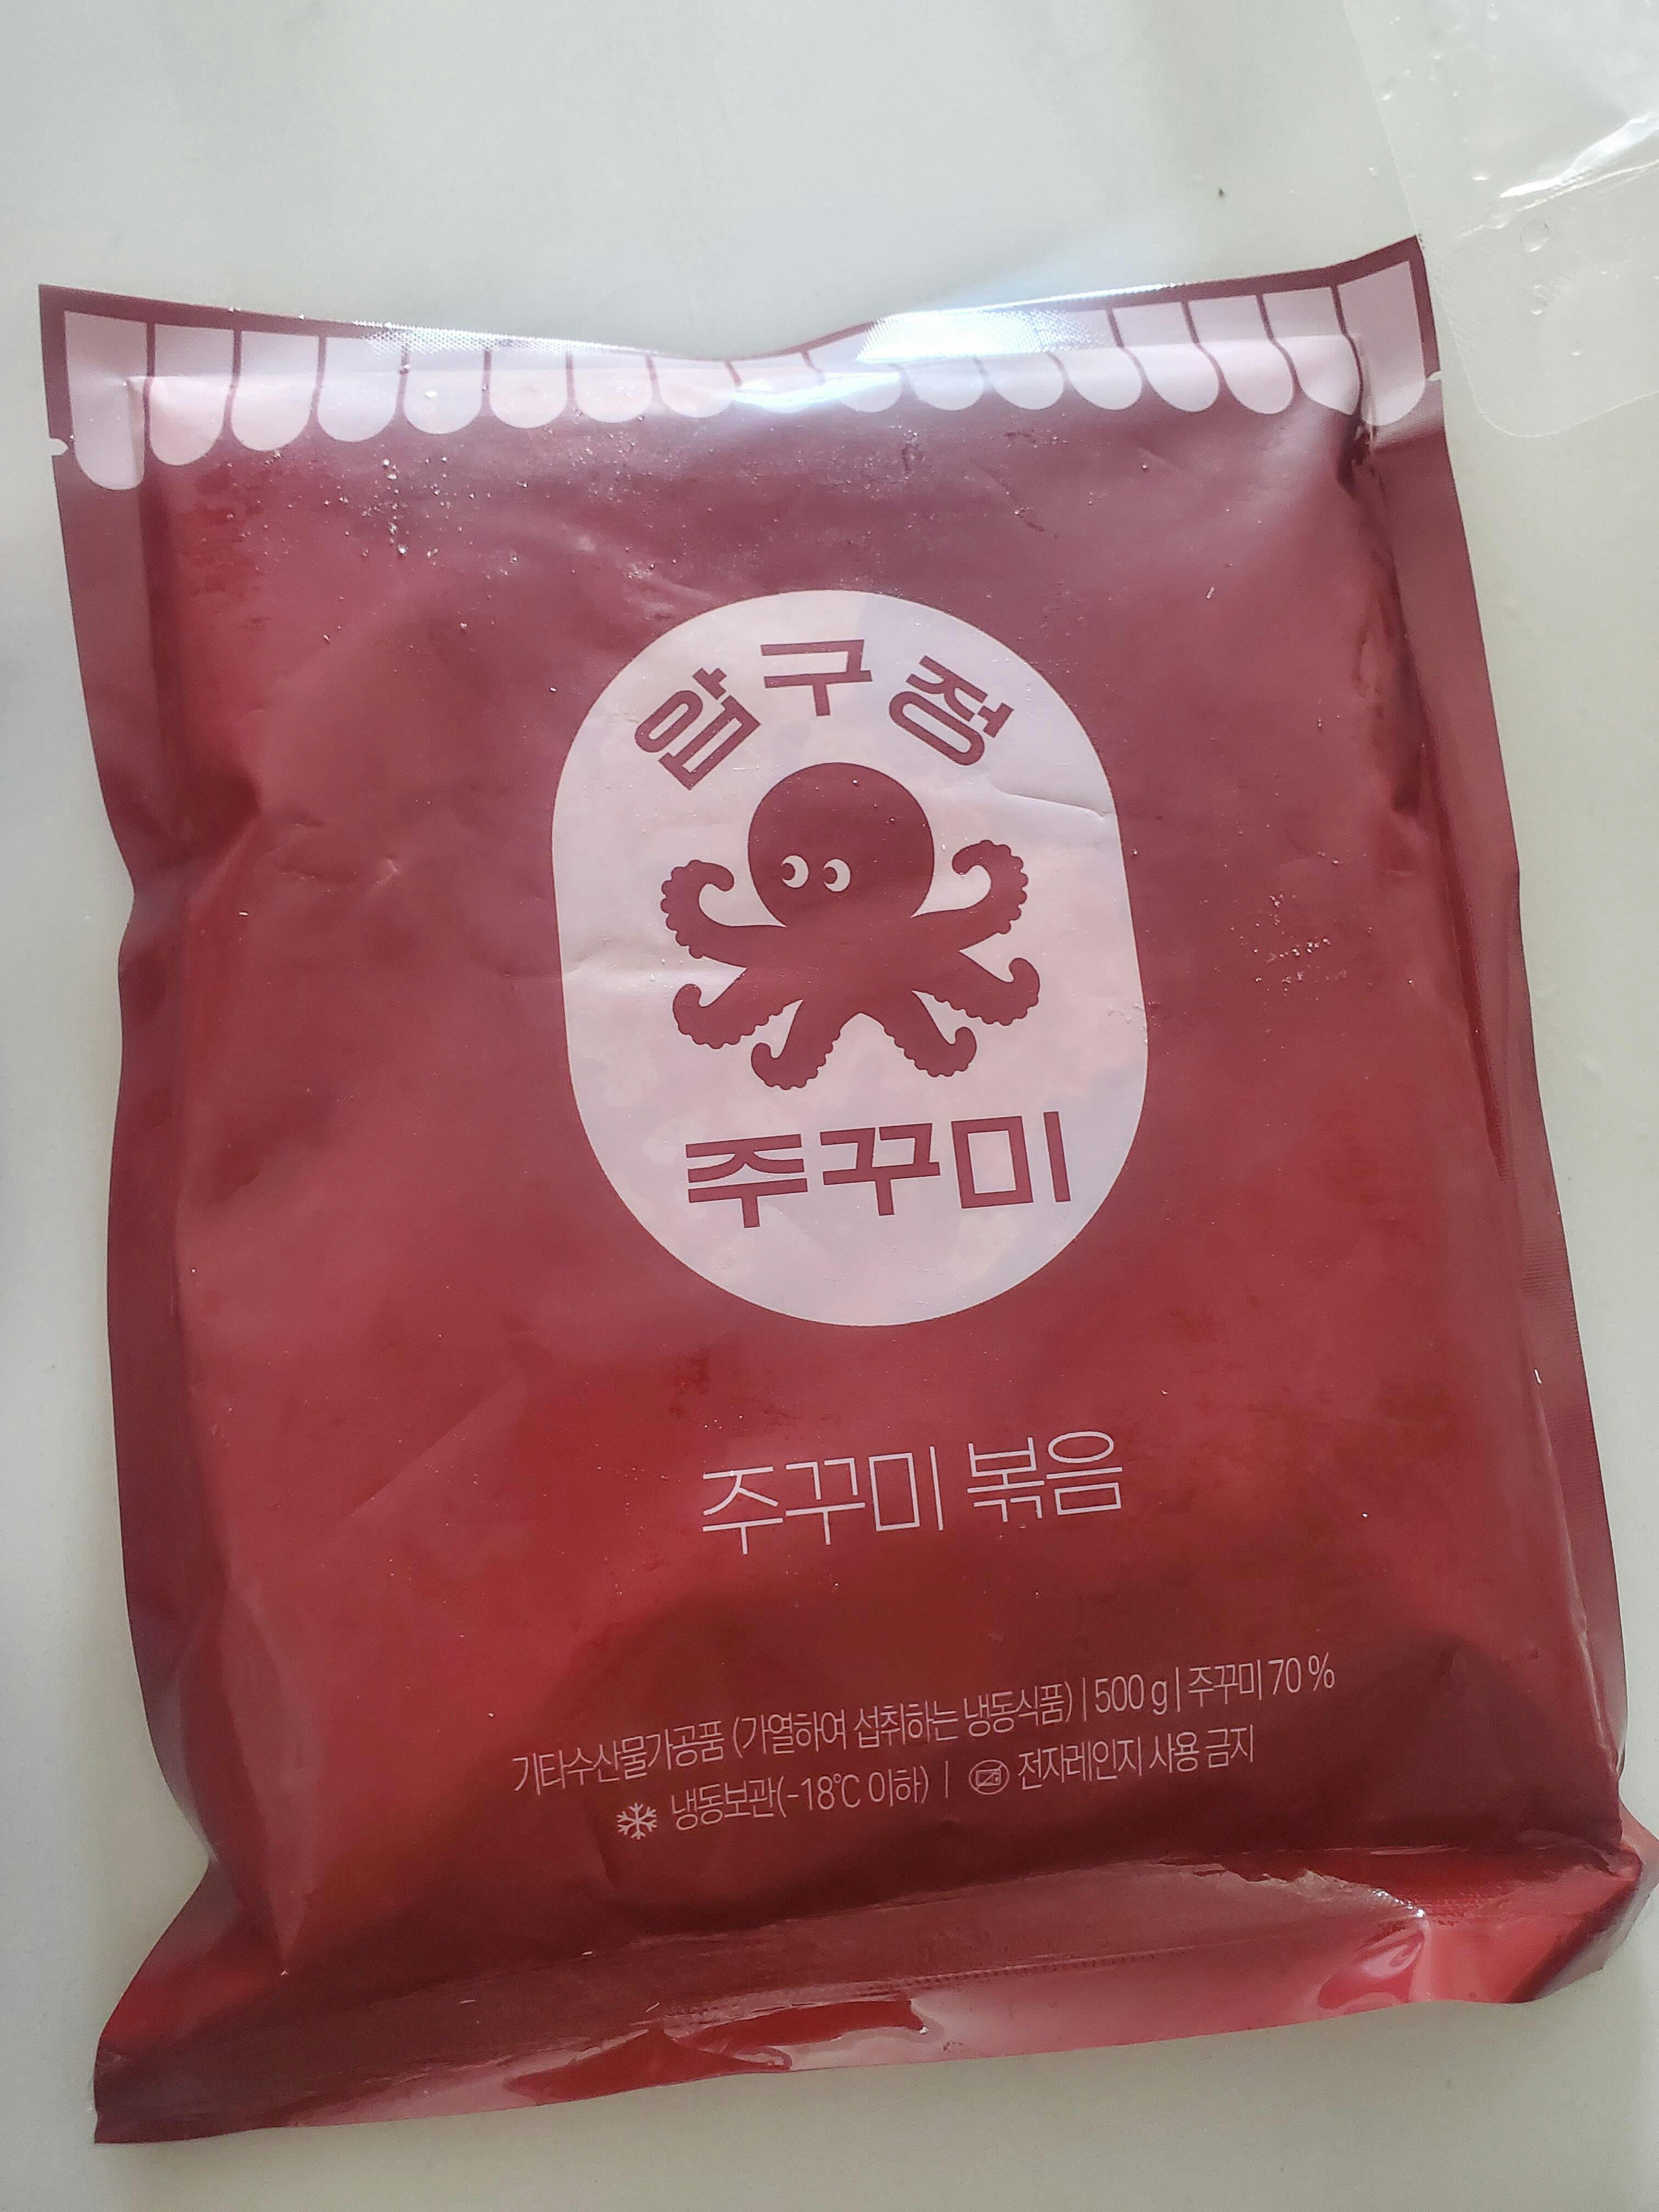 압구정
주꾸미
주꾸미 볶음
기타수산물가공품 (가열하여 섭취하는 냉동식품) | 500 g | 주꾸미 70 %
냉동보관(-18℃ 이하) | 전자레인지 사용 금지